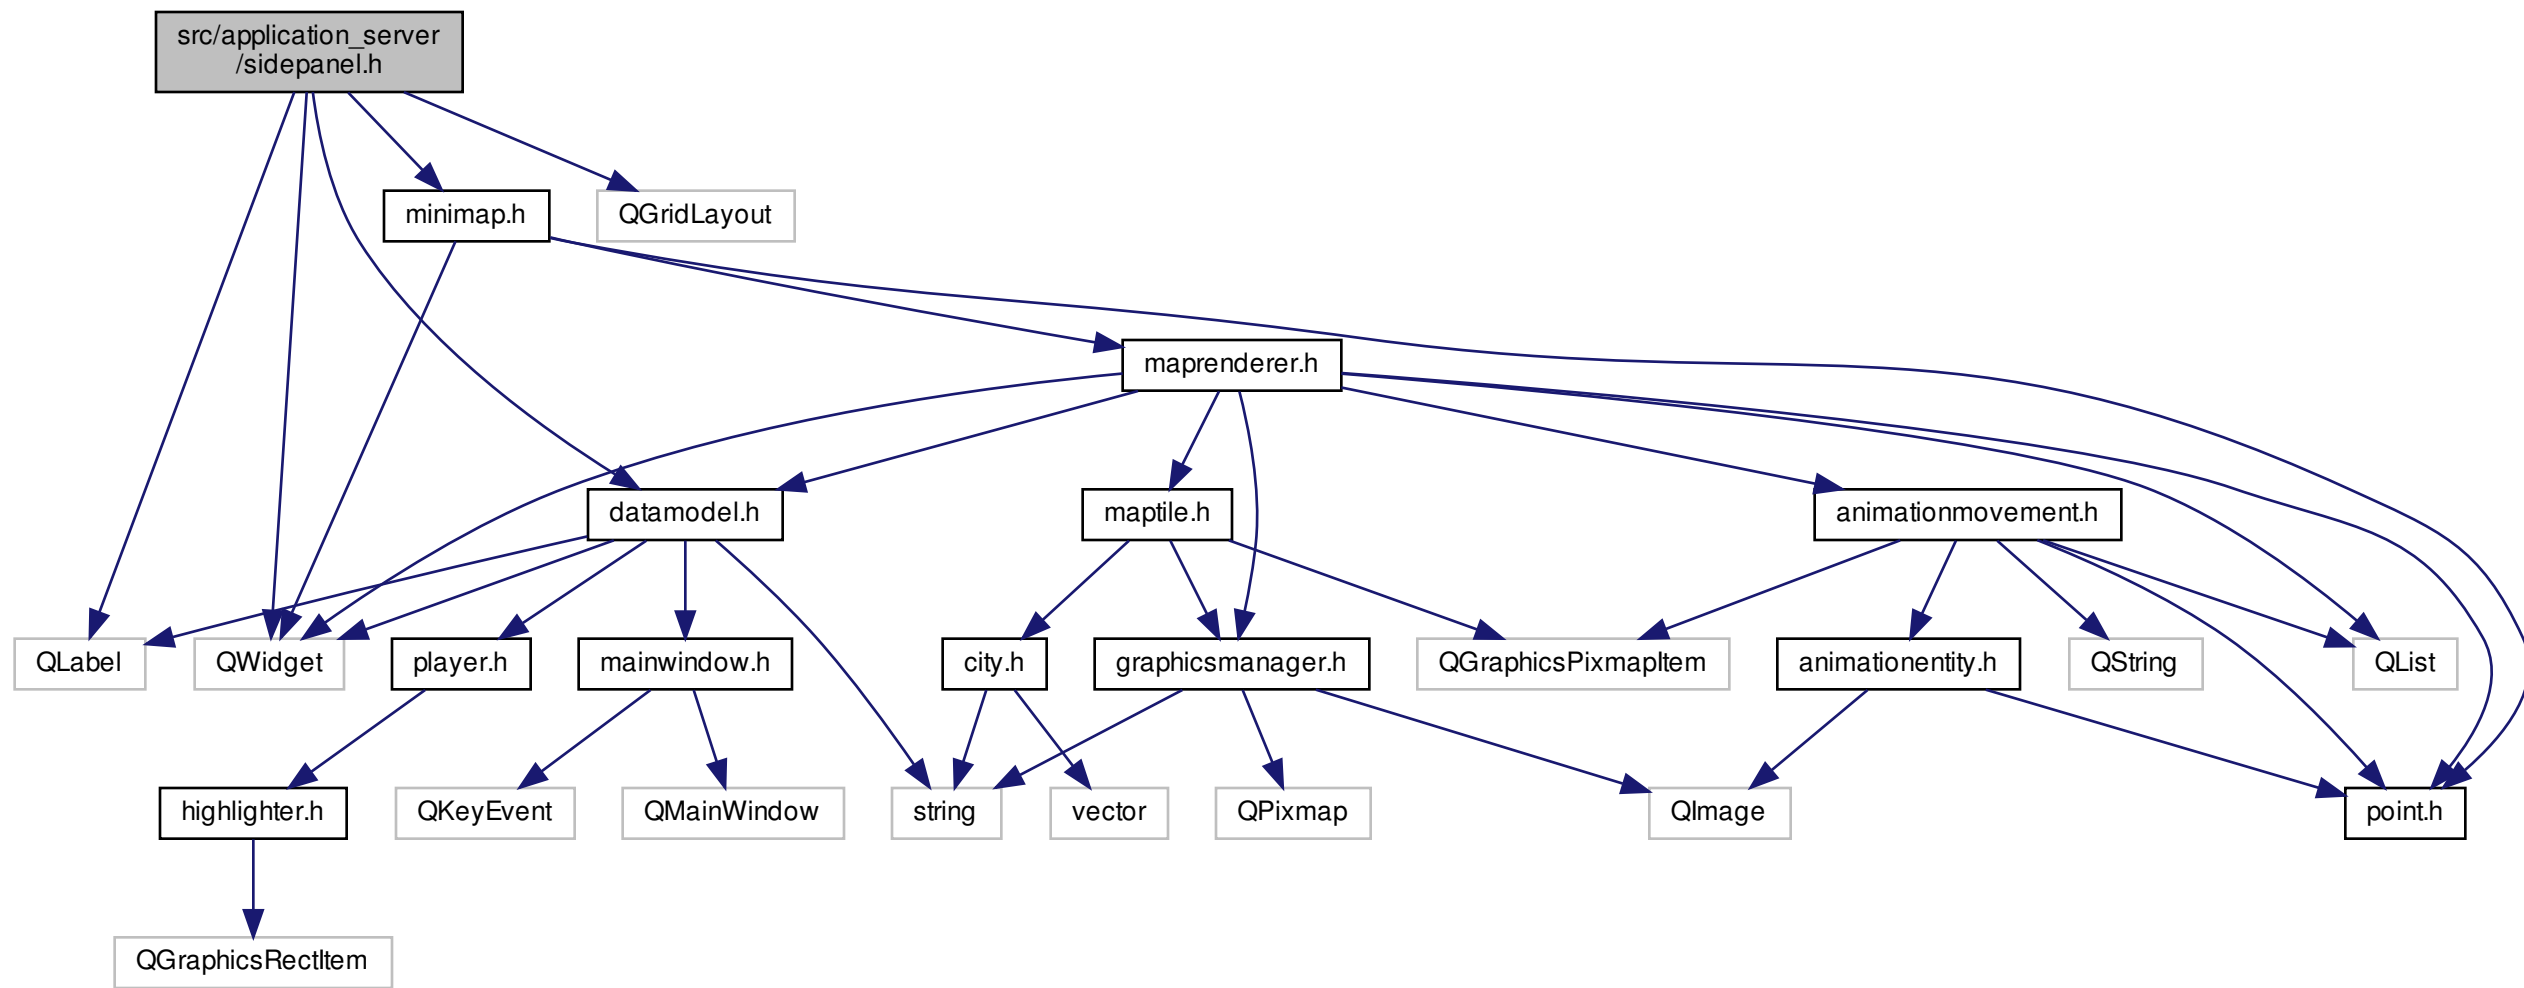 src/application_server
/sidepanel.h
minimap.h
QGridLayout
maprenderer.h
datamodel.h
maptile.h
animationmovement.h
QLabel
QWidget
player.h
mainwindow.h
city.h
graphicsmanager.h
QGraphicsPixmapItem
animationentity.h
QString
QList
highlighter.h
QKeyEvent
QMainWindow
string
vector
QPixmap
QImage
point.h
QGraphicsRectItem